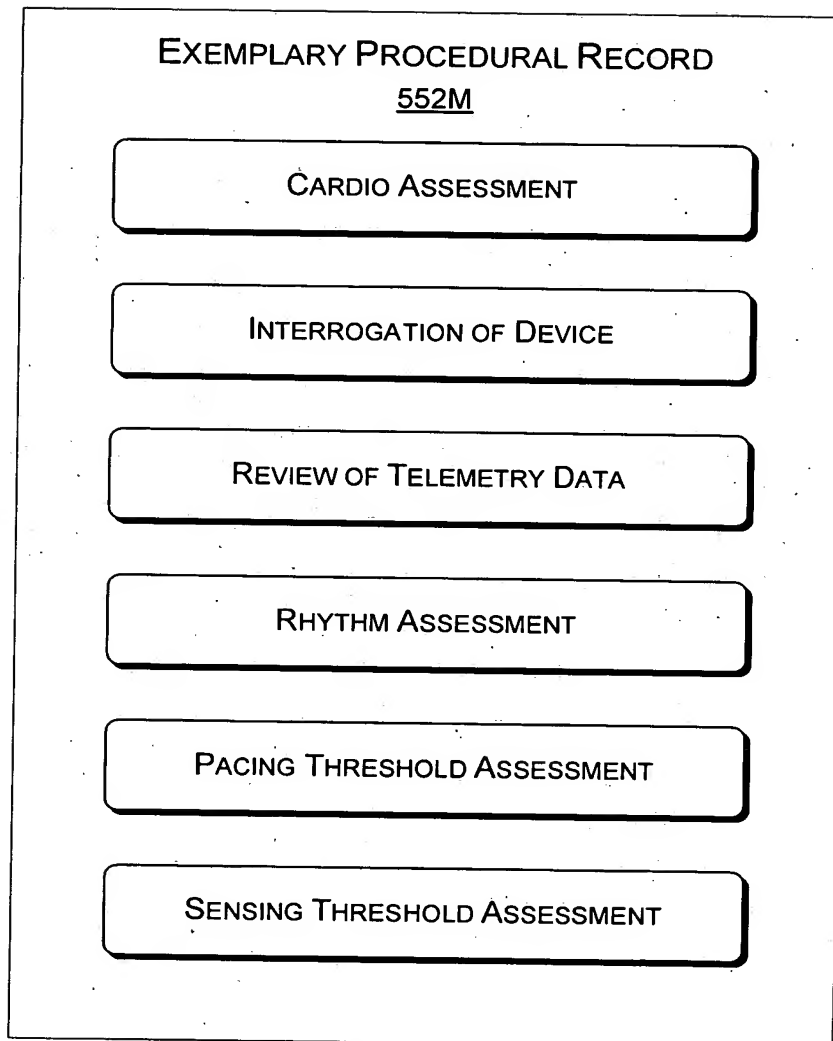 EXEMPLARY PROCEDURAL RECORD
552M
CARDIO ASSESSMENT
INTERROGATION OF DEVICE
REVIEW OF TELEMETRY DATA
RHYTHM ASSESSMENT
PACING THRESHOLD ASSESSMENT
SENSING THRESHOLD ASSESSMENT